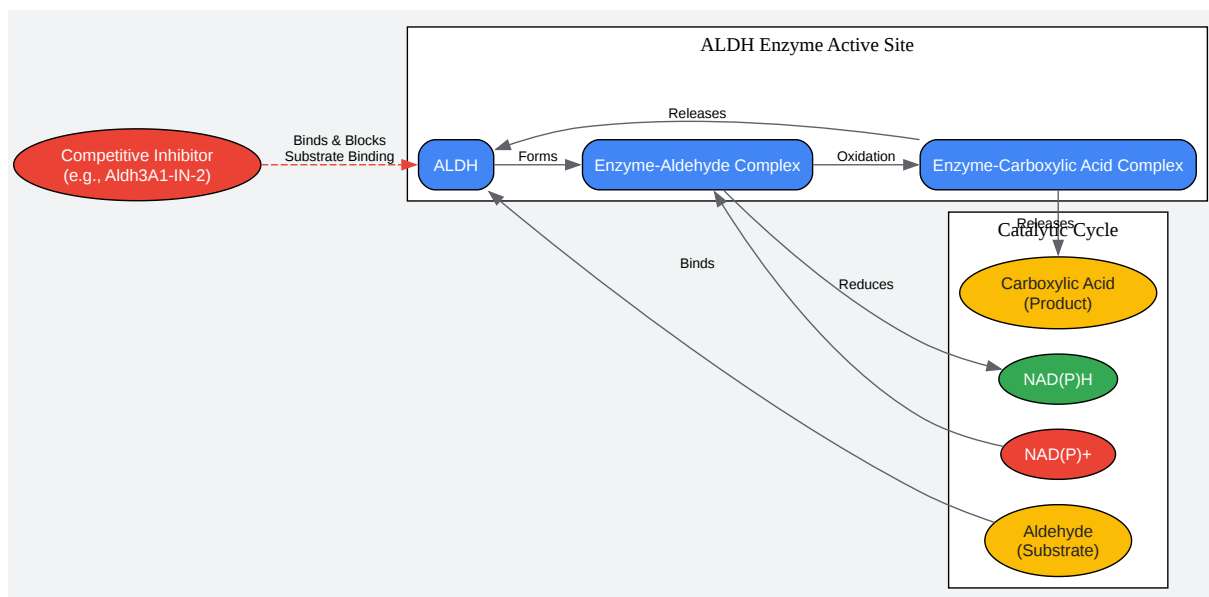 ALDH Enzyme Active Site
Releases
Binds & Blocks
Substrate Binding
Competitive Inhibitor
(e.g., Aldh3A1-IN-2)
ALDH
Forms
Enzyme-Aldehyde Complex
Oxidation
Enzyme-Carboxylic Acid Complex
Releases
Catalytic Cycle
Binds
Reduces
Carboxylic Acid
(Product)
NAD(P)H
NAD(P)+
Aldehyde
(Substrate)